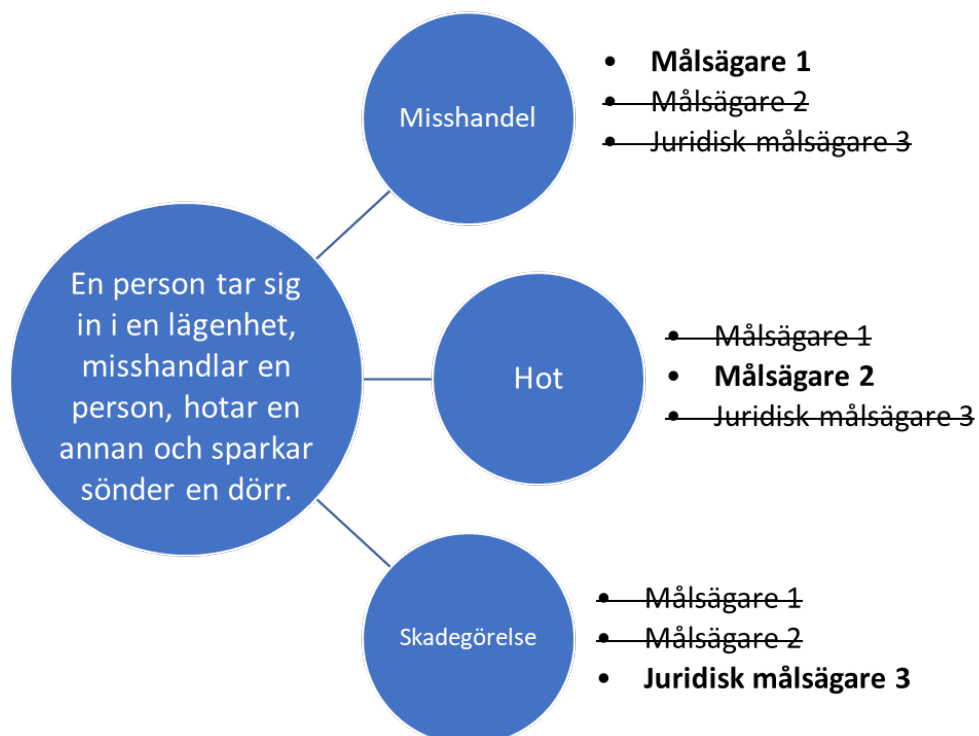 Misshandel
• Målsägare 1
• Målsägare 2
• Juridisk målsägare 3
En person tar sig
in i en lägenhet,
misshandlar en
person, hotar en
annan och sparkar
sönder en dörr.
Hot
• Målsägare 1
• Målsägare 2
• Juridisk målsägare 3
Skadegörelse
• Målsägare 1
• Målsägare 2
• Juridisk målsägare 3